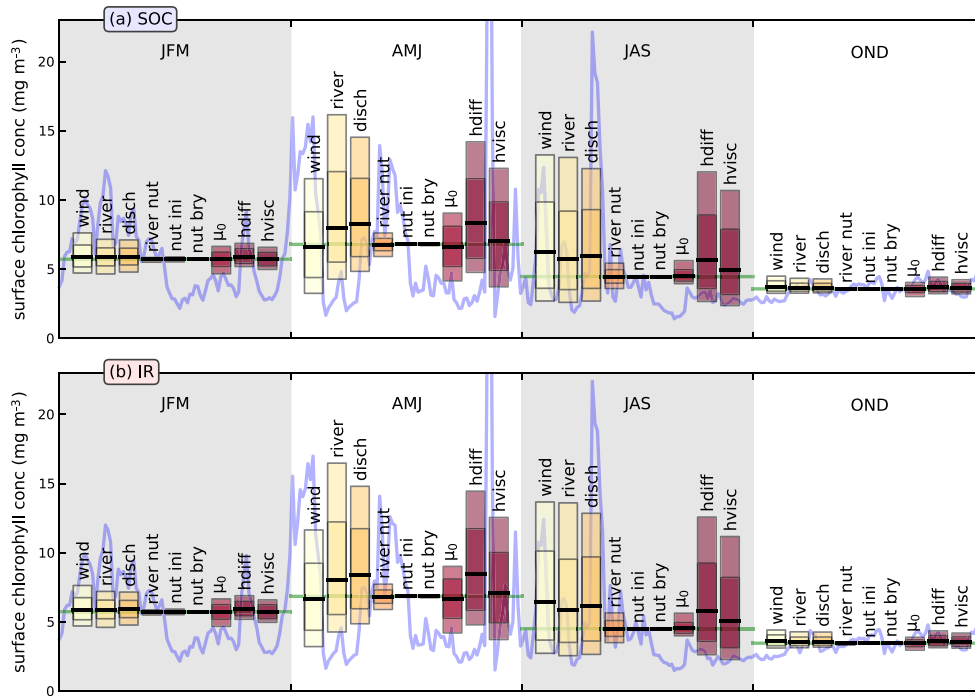 (a) SOC
JFM
AMJ
JAS
OND
surface chlorophyll conc (mg m⁻³)
20
15
10
5
0
wind
river
disch
river nut
nut ini
nut bry
μ₀
hdiff
hvisc
wind
river
disch
river nut
nut ini
nut bry
μ₀
hdiff
hvisc
wind
river
disch
river nut
nut ini
nut bry
μ₀
hdiff
hvisc
wind
river
disch
river nut
nut ini
nut bry
μ₀
hdiff
hvisc
(b) IR
JFM
AMJ
JAS
OND
surface chlorophyll conc (mg m⁻³)
20
15
10
5
0
wind
river
disch
river nut
nut ini
nut bry
μ₀
hdiff
hvisc
wind
river
disch
river nut
nut ini
nut bry
μ₀
hdiff
hvisc
wind
river
disch
river nut
nut ini
nut bry
μ₀
hdiff
hvisc
wind
river
disch
river nut
nut ini
nut bry
μ₀
hdiff
hvisc